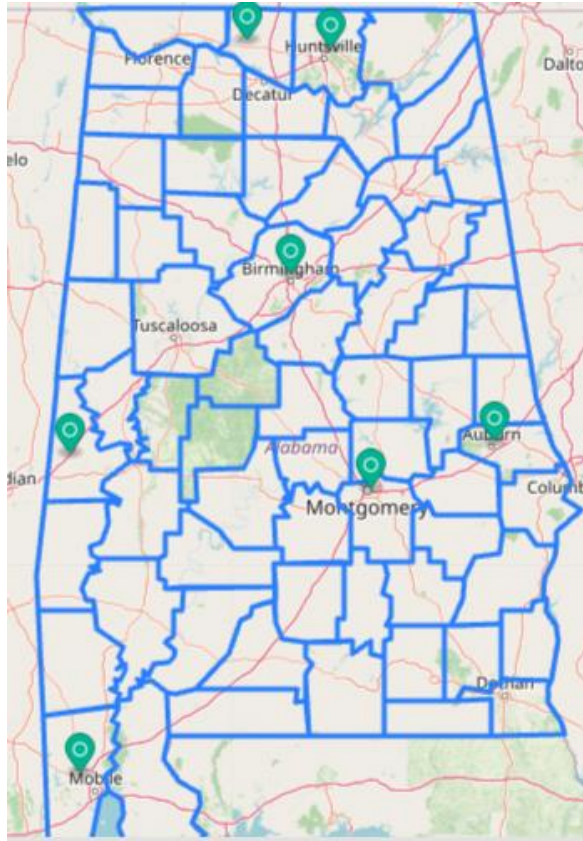 Huntsville
Florence
Dalto
Decatur
elo
Birmingham
Tuscaloosa
Auburn
Alabama
dian
Columb
Montgomery
Dothan
Mobile